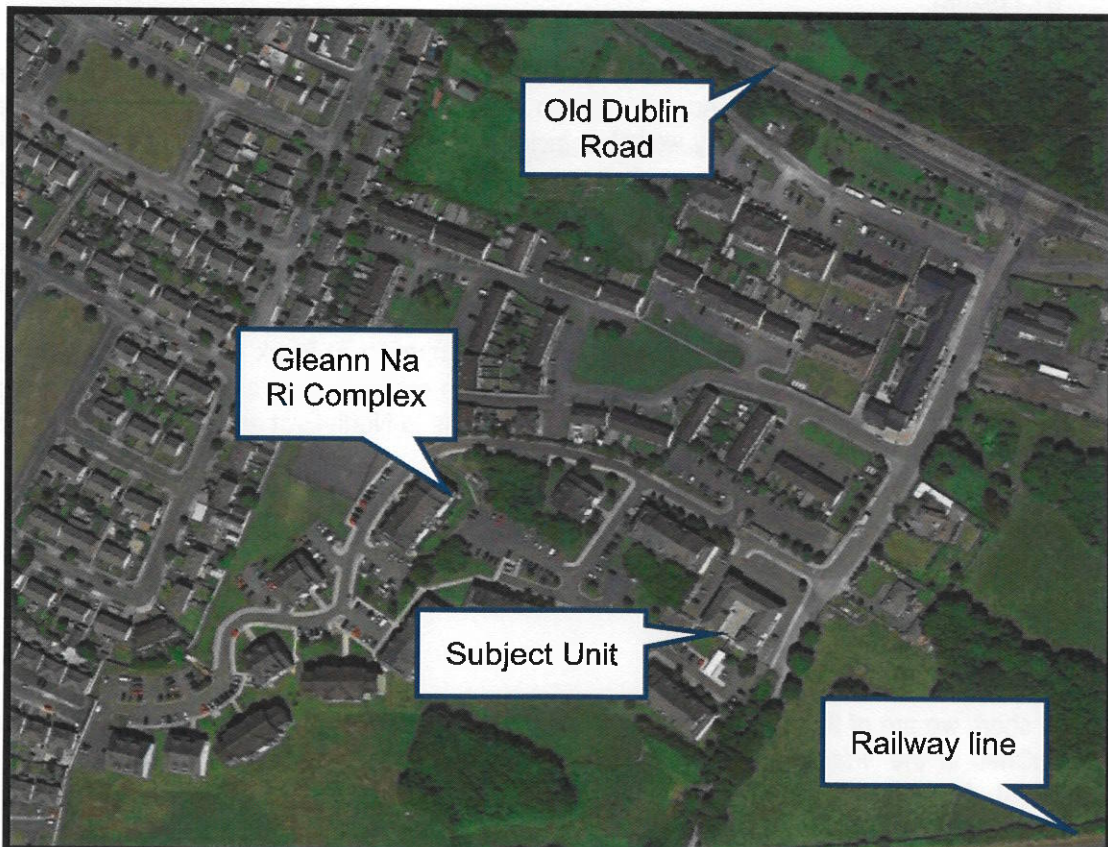 Old Dublin
Road
Gleann Na
Ri Complex
Subject Unit
Railway line